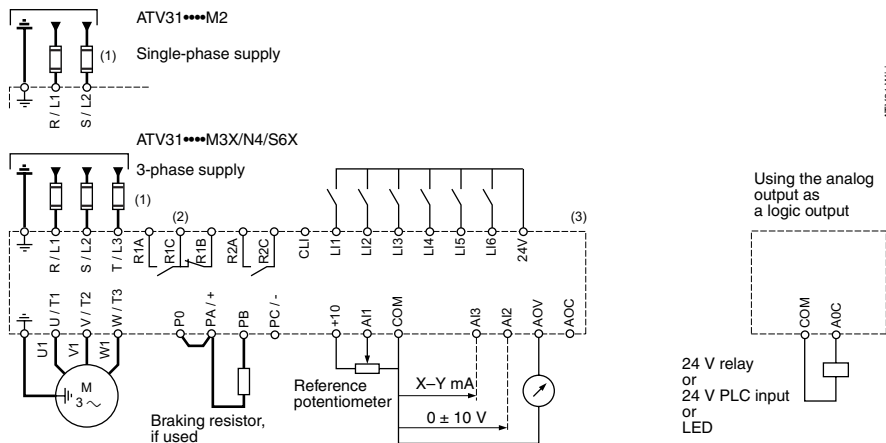 ATV31••••M2
(1)
Single-phase supply
R / L1
S / L2
ATV31••••M3X/N4/S6X
3-phase supply
(1)
(2)
(3)
R / L1
S / L2
T / L3
R1A
R1C
R1B
R2A
R2C
CLI
LI1
LI2
LI3
LI4
LI5
LI6
24V
U / T1
V / T2
W / T3
P0
PA / +
PB
PC / -
+10
AI1
COM
AI3
AI2
AOV
AOC
U1
V1
W1
M
3 ~
Braking resistor,
if used
Reference
potentiometer
X–Y mA
0 ± 10 V
Using the analog
output as
a logic output
COM
A0C
24 V relay
or
24 V PLC input
or
LED